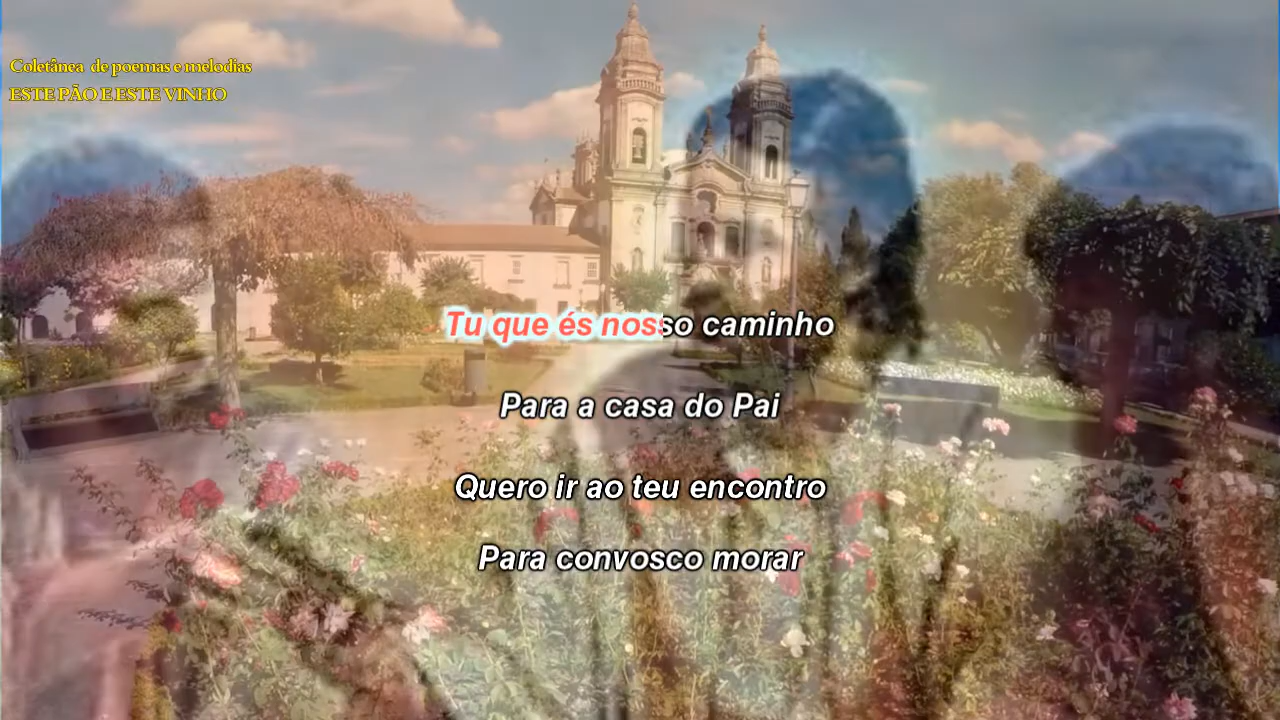 Coletânea de poemas e melodias
ESTE PÃO E ESTE VINHO
Tu que és nosso caminho
Para a casa do Pai
Quero ir ao teu encontro
Para convosco morar